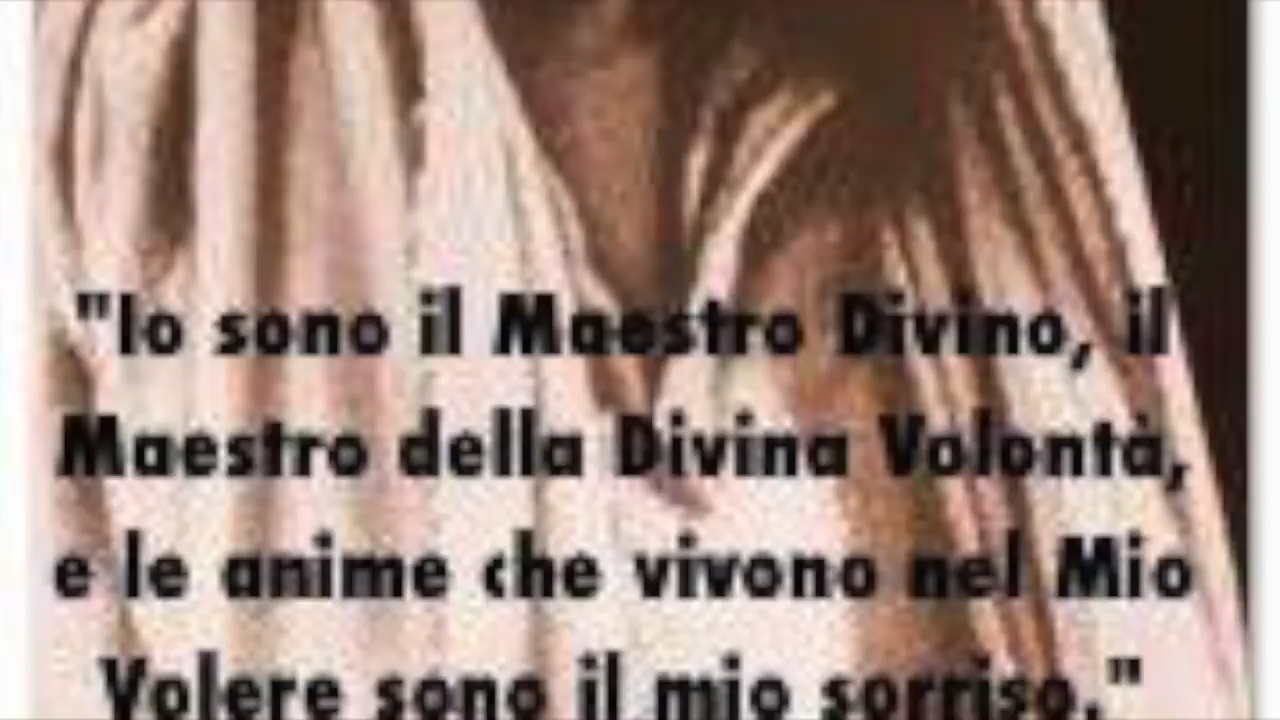 "Io sono il Maestro Divino, il
Maestro della Divina Volontà,
e le anime che vivono nel Mio
Volere sono il mio sorriso."